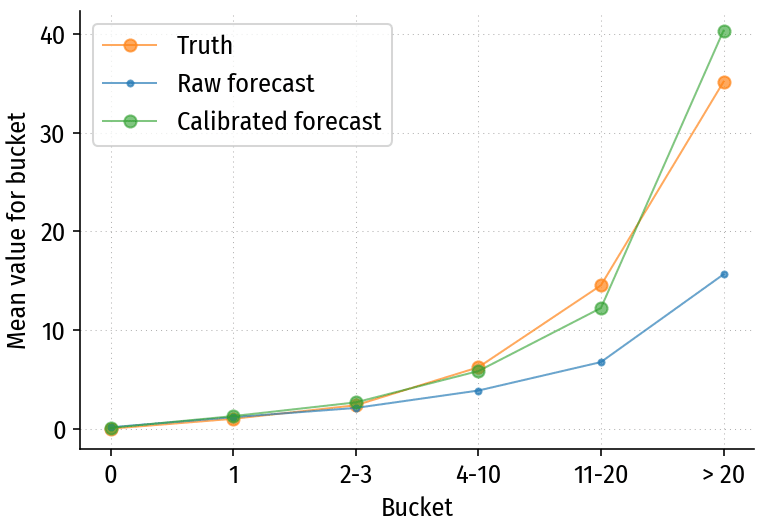 Truth
Raw forecast
Calibrated forecast
Mean value for bucket
40
30
20
10
0
0 1 2-3 4-10 11-20 > 20
Bucket